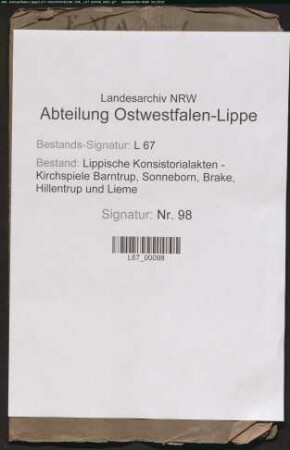 Landesarchiv NRW
Abteilung Ostwestfalen-Lippe
Bestands-Signatur: L 67
Bestand: Lippische Konsistorialakten -
Kirchspiele Barntrup, Sonneborn, Brake,
Hillentrup und Lieme
Signatur: Nr. 98
L67_00098